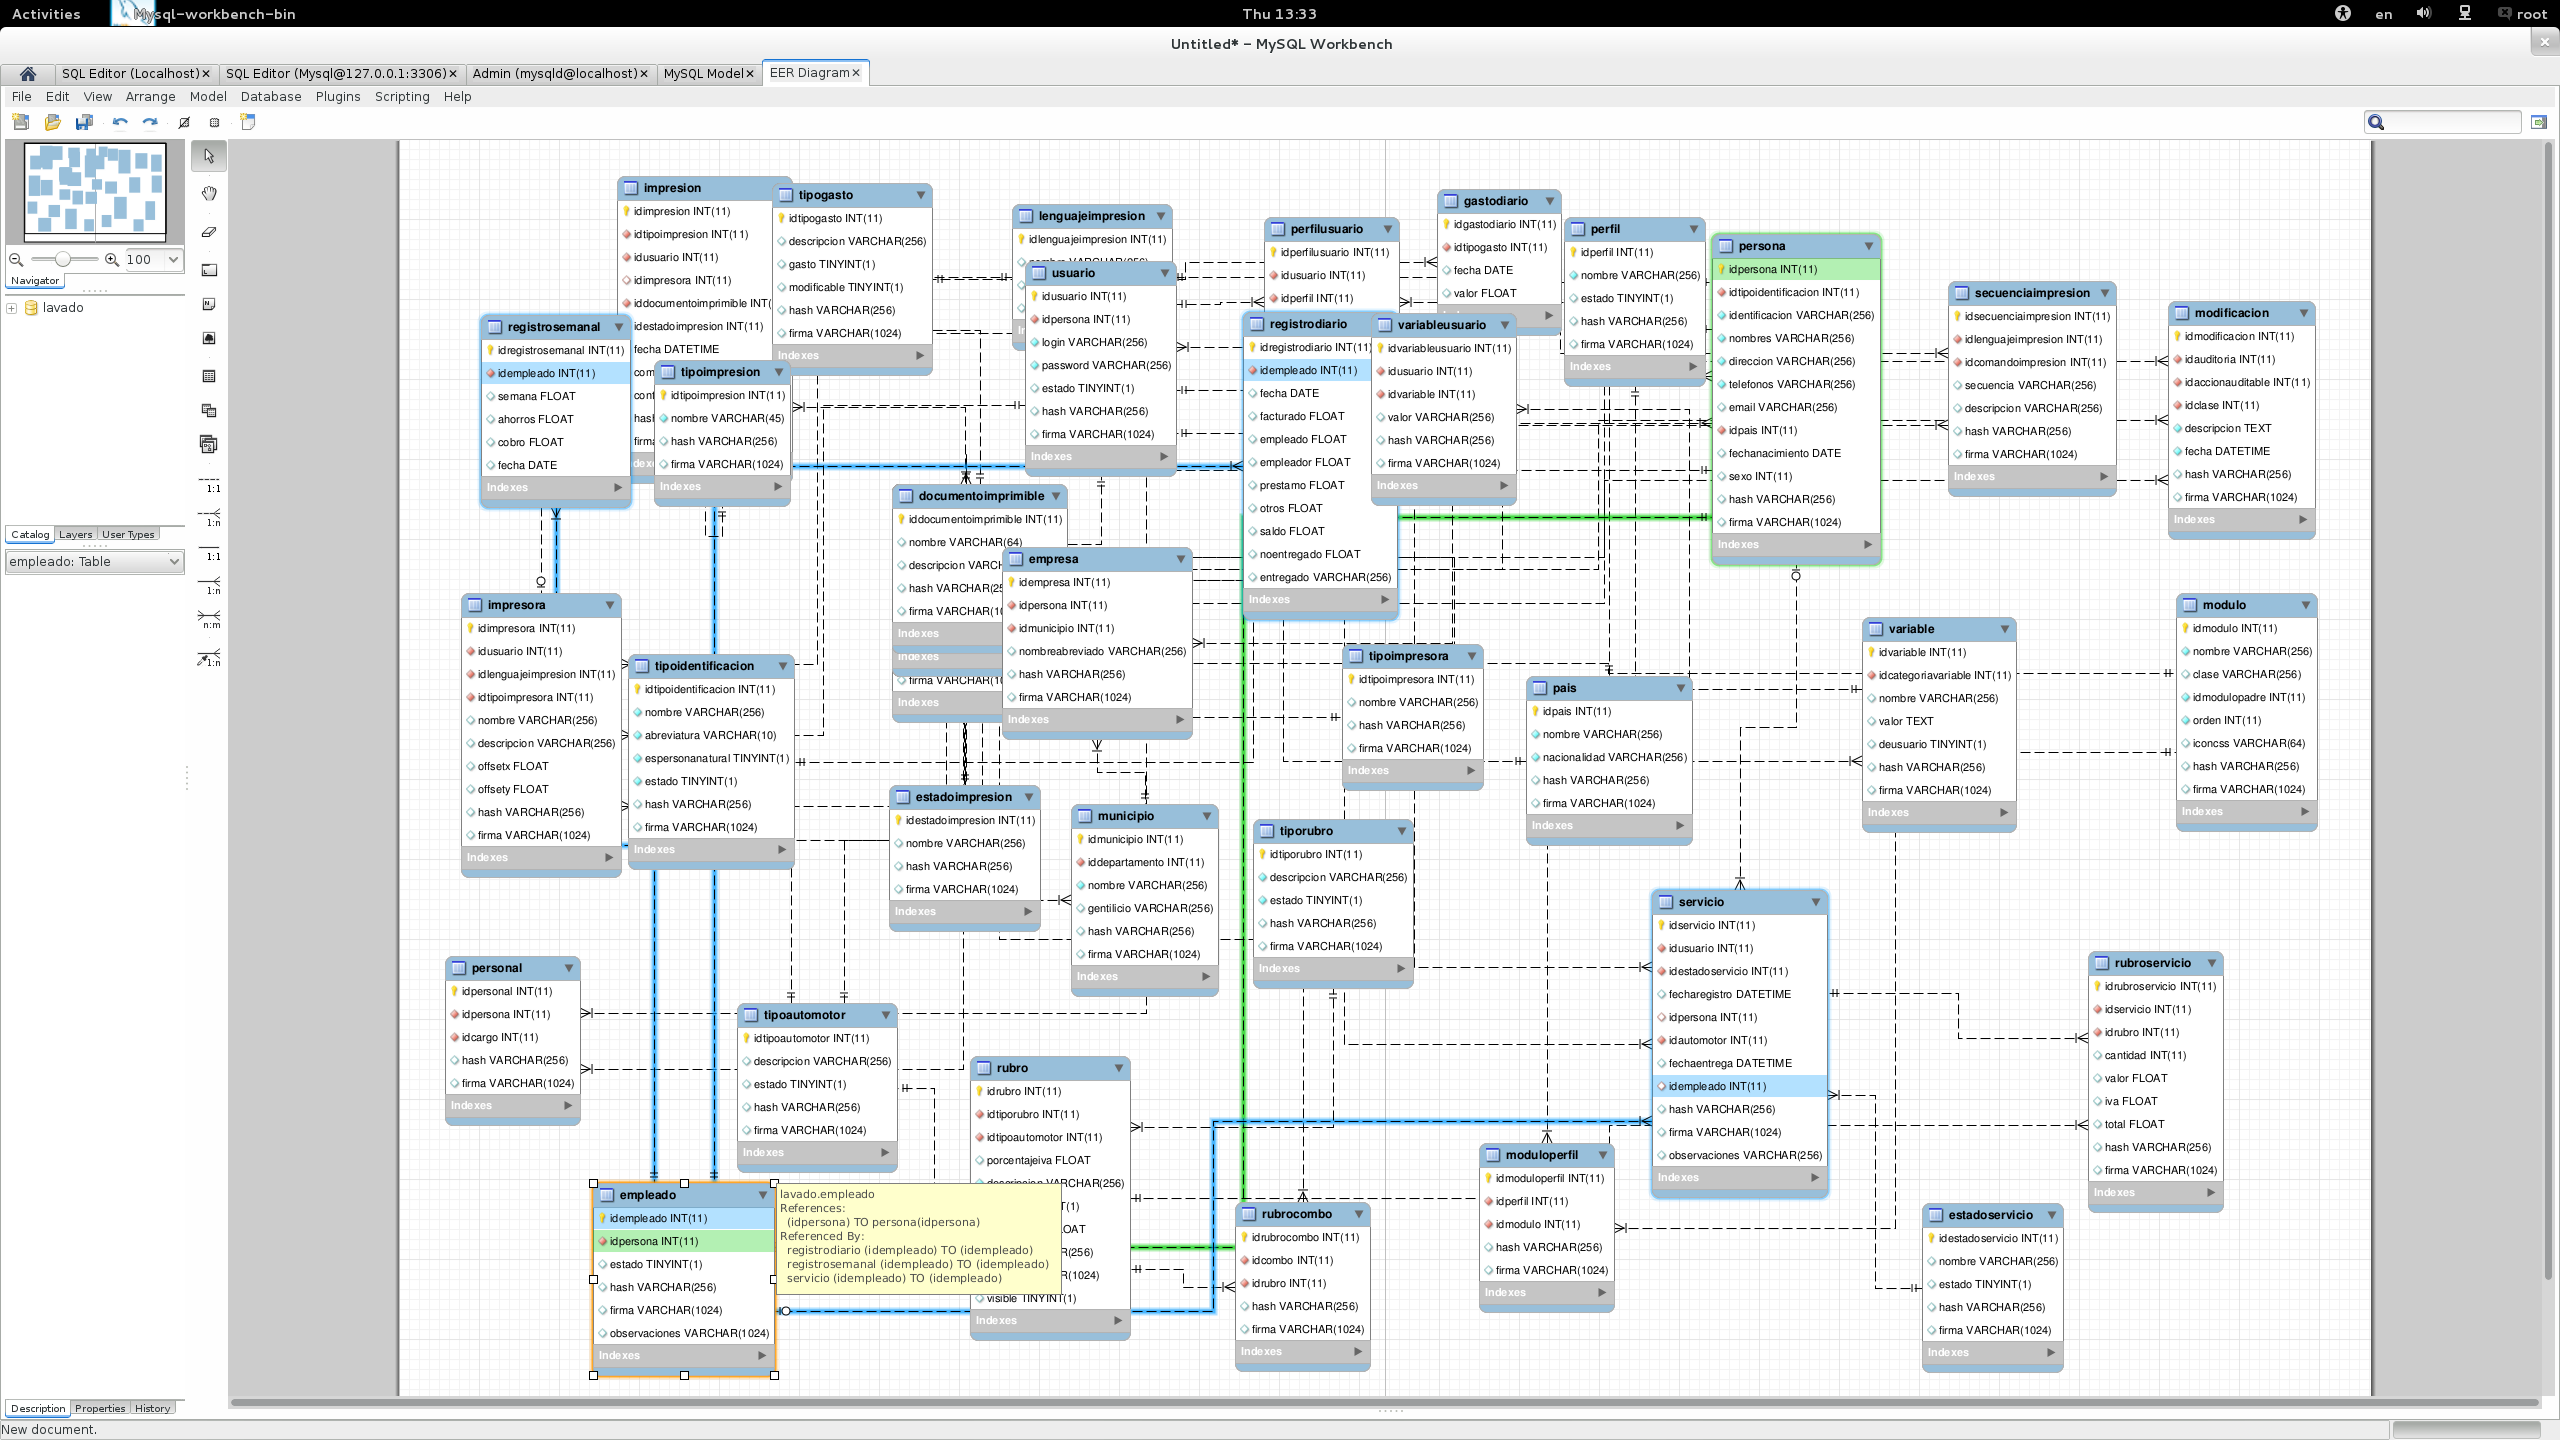 Activities
Mysql-workbench-bin
Thu 13:33
en
root
Untitled* - MySQL Workbench
SQL Editor (Localhost)
SQL Editor (Mysql@127.0.0.1:3306)
Admin (mysqld@localhost)
MySQL Model
EER Diagram
File Edit View Arrange Model Database Plugins Scripting Help
100
Navigator
lavado
Catalog Layers User Types
empleado: Table
1:1
1:n
1:1
1:n
n:m
1:n
Description Properties History
New document.
impresion
idimpresion INT(11)
idtipoimpresion INT(11)
idusuario INT(11)
idimpresora INT(11)
iddocumentoimprimible INT(
idestadoimpresion INT(11)
fecha DATETIME
tipogasto
idtipogasto INT(11)
descripcion VARCHAR(256)
gasto TINYINT(1)
modificable TINYINT(1)
hash VARCHAR(256)
firma VARCHAR(1024)
Indexes
lenguajeimpresion
idlenguajeimpresion INT(11)
usuario
idusuario INT(11)
idpersona INT(11)
login VARCHAR(256)
password VARCHAR(256)
estado TINYINT(1)
hash VARCHAR(256)
firma VARCHAR(1024)
Indexes
perfilusuario
idperfilusuario INT(11)
idusuario INT(11)
idperfil INT(11)
gastodiario
idgastodiario INT(11)
idtipogasto INT(11)
fecha DATE
valor FLOAT
perfil
idperfil INT(11)
nombre VARCHAR(256)
estado TINYINT(1)
hash VARCHAR(256)
firma VARCHAR(1024)
Indexes
persona
idpersona INT(11)
idtipoidentificacion INT(11)
identificacion VARCHAR(256)
nombres VARCHAR(256)
direccion VARCHAR(256)
telefonos VARCHAR(256)
email VARCHAR(256)
idpais INT(11)
fechanacimiento DATE
sexo INT(11)
hash VARCHAR(256)
firma VARCHAR(1024)
Indexes
secuenciaimpresion
idsecuenciaimpresion INT(11)
idlenguajeimpresion INT(11)
idcomandoimpresion INT(11)
secuencia VARCHAR(256)
descripcion VARCHAR(256)
hash VARCHAR(256)
firma VARCHAR(1024)
Indexes
modificacion
idmodificacion INT(11)
idauditoria INT(11)
idaccionauditable INT(11)
idclase INT(11)
descripcion TEXT
fecha DATETIME
hash VARCHAR(256)
firma VARCHAR(1024)
Indexes
registrosemanal
idregistrosemanal INT(11)
idempleado INT(11)
semana FLOAT
ahorros FLOAT
cobro FLOAT
fecha DATE
Indexes
tipoimpresion
idtipoimpresion INT(11)
nombre VARCHAR(45)
hash VARCHAR(256)
firma VARCHAR(1024)
Indexes
registrodiario
idregistrodiario INT(11)
idempleado INT(11)
fecha DATE
facturado FLOAT
empleado FLOAT
empleador FLOAT
prestamo FLOAT
otros FLOAT
saldo FLOAT
noentregado FLOAT
entregado VARCHAR(256)
Indexes
variableusuario
idvariableusuario INT(11)
idusuario INT(11)
idvariable INT(11)
valor VARCHAR(256)
hash VARCHAR(256)
firma VARCHAR(1024)
Indexes
documentoimprimible
iddocumentoimprimible INT(11)
nombre VARCHAR(64)
descripcion VARCH
hash VARCHAR(25
firma VARCHAR(10
Indexes
Indexes
firma VARCHAR(10
Indexes
empresa
idempresa INT(11)
idpersona INT(11)
idmunicipio INT(11)
nombreabreviado VARCHAR(256)
hash VARCHAR(256)
firma VARCHAR(1024)
Indexes
impresora
idimpresora INT(11)
idusuario INT(11)
idlenguajeimpresion INT(11)
idtipoimpresora INT(11)
nombre VARCHAR(256)
descripcion VARCHAR(256)
offsetx FLOAT
offsety FLOAT
hash VARCHAR(256)
firma VARCHAR(1024)
Indexes
tipoidentificacion
idtipoidentificacion INT(11)
nombre VARCHAR(256)
abreviatura VARCHAR(10)
espersonanatural TINYINT(1)
estado TINYINT(1)
hash VARCHAR(256)
firma VARCHAR(1024)
Indexes
tipoimpresora
idtipoimpresora INT(11)
nombre VARCHAR(256)
hash VARCHAR(256)
firma VARCHAR(1024)
Indexes
pais
idpais INT(11)
nombre VARCHAR(256)
nacionalidad VARCHAR(256)
hash VARCHAR(256)
firma VARCHAR(1024)
Indexes
variable
idvariable INT(11)
idcategoriavariable INT(11)
nombre VARCHAR(256)
valor TEXT
deusuario TINYINT(1)
hash VARCHAR(256)
firma VARCHAR(1024)
Indexes
modulo
idmodulo INT(11)
nombre VARCHAR(256)
clase VARCHAR(256)
idmodulopadre INT(11)
orden INT(11)
iconcss VARCHAR(64)
hash VARCHAR(256)
firma VARCHAR(1024)
Indexes
estadoimpresion
idestadoimpresion INT(11)
nombre VARCHAR(256)
hash VARCHAR(256)
firma VARCHAR(1024)
Indexes
municipio
idmunicipio INT(11)
iddepartamento INT(11)
nombre VARCHAR(256)
gentilicio VARCHAR(256)
hash VARCHAR(256)
firma VARCHAR(1024)
Indexes
tiporubro
idtiporubro INT(11)
descripcion VARCHAR(256)
estado TINYINT(1)
hash VARCHAR(256)
firma VARCHAR(1024)
Indexes
servicio
idservicio INT(11)
idusuario INT(11)
idestadoservicio INT(11)
fecharegistro DATETIME
idpersona INT(11)
idautomotor INT(11)
fechaentrega DATETIME
idempleado INT(11)
hash VARCHAR(256)
firma VARCHAR(1024)
observaciones VARCHAR(256)
Indexes
rubroservicio
idrubroservicio INT(11)
idservicio INT(11)
idrubro INT(11)
cantidad INT(11)
valor FLOAT
iva FLOAT
total FLOAT
hash VARCHAR(256)
firma VARCHAR(1024)
Indexes
personal
idpersonal INT(11)
idpersona INT(11)
idcargo INT(11)
hash VARCHAR(256)
firma VARCHAR(1024)
Indexes
tipoautomotor
idtipoautomotor INT(11)
descripcion VARCHAR(256)
estado TINYINT(1)
hash VARCHAR(256)
firma VARCHAR(1024)
Indexes
rubro
idrubro INT(11)
idtiporubro INT(11)
idtipoautomotor INT(11)
porcentajeiva FLOAT
descripcion VARCHAR(256)
visible TINYINT(1)
Indexes
empleado
idempleado INT(11)
idpersona INT(11)
estado TINYINT(1)
hash VARCHAR(256)
firma VARCHAR(1024)
observaciones VARCHAR(1024)
Indexes
lavado.empleado
References:
(idpersona) TO persona(idpersona)
Referenced By:
registrodiario (idempleado) TO (idempleado)
registrosemanal (idempleado) TO (idempleado)
servicio (idempleado) TO (idempleado)
rubrocombo
idrubrocombo INT(11)
idcombo INT(11)
idrubro INT(11)
hash VARCHAR(256)
firma VARCHAR(1024)
Indexes
moduloperfil
idmoduloperfil INT(11)
idperfil INT(11)
idmodulo INT(11)
hash VARCHAR(256)
firma VARCHAR(1024)
Indexes
estadoservicio
idestadoservicio INT(11)
nombre VARCHAR(256)
estado TINYINT(1)
hash VARCHAR(256)
firma VARCHAR(1024)
Indexes